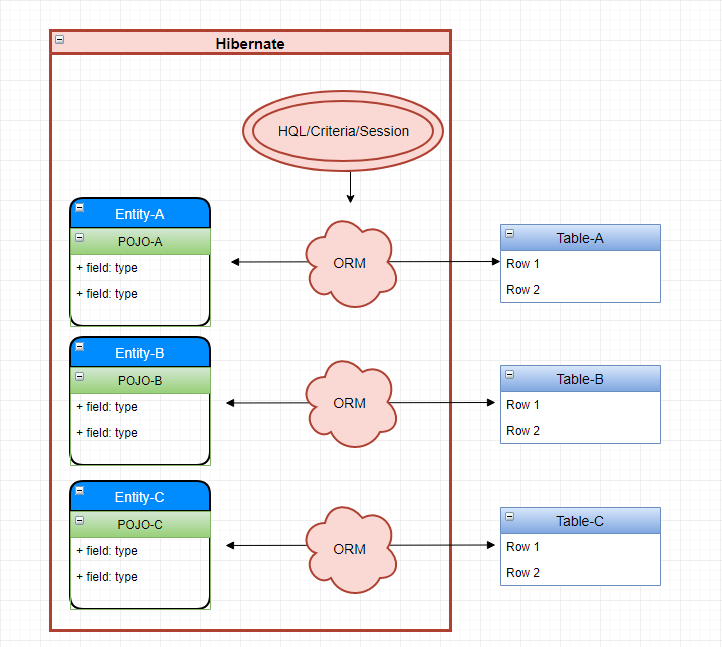 Hibernate
HQL/Criteria/Session
Entity-A
POJO-A
+ field: type
+ field: type
ORM
Table-A
Row 1
Row 2
Entity-B
POJO-B
+ field: type
+ field: type
ORM
Table-B
Row 1
Row 2
Entity-C
POJO-C
+ field: type
+ field: type
ORM
Table-C
Row 1
Row 2